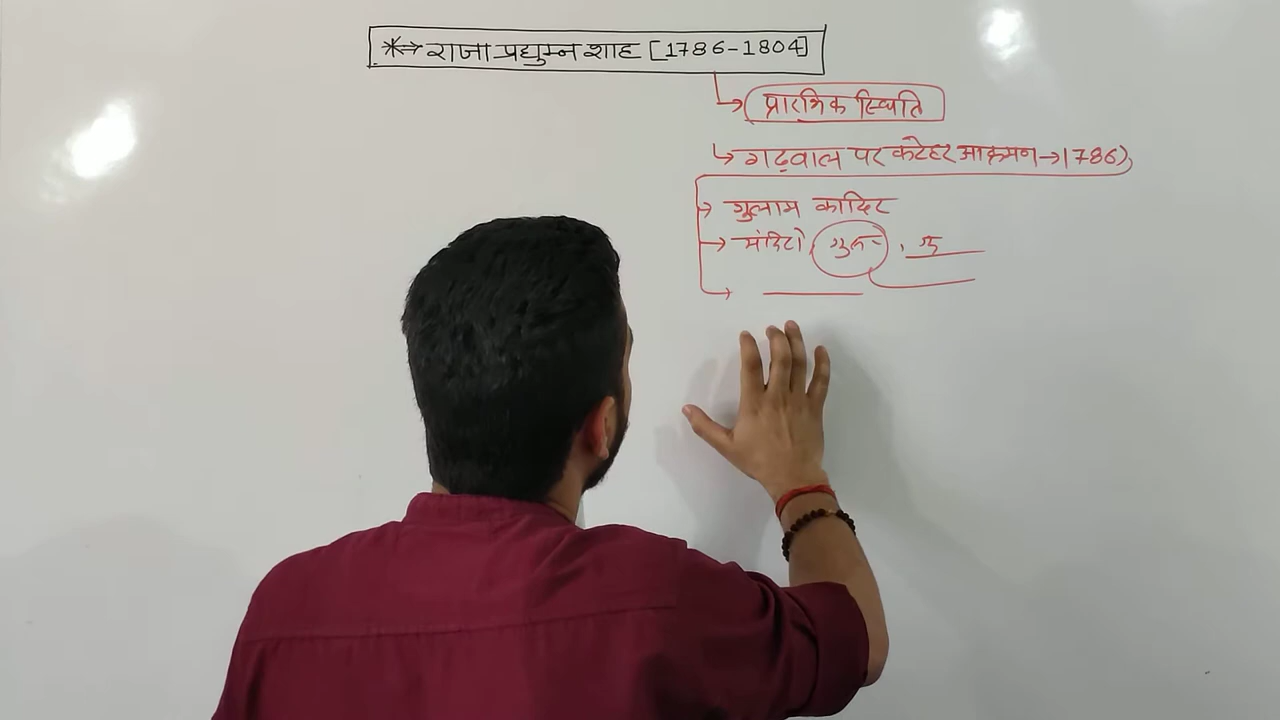 राजा प्रद्युम्न शाह [1786-1804]
प्रारंभिक स्थिति
गढ़वाल पर कटेहर आक्रमण → 1786)
→ गुलाम कादिर
→ मंदिरो,